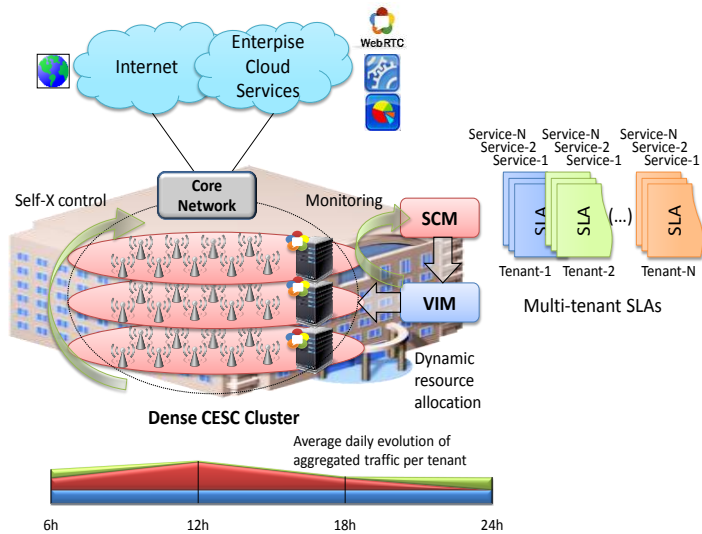 Internet
Enterpise
Cloud
Services
WebRTC
Self-X control
Core
Network
Monitoring
SCM
VIM
Dynamic
resource
allocation
Dense CESC Cluster
Service-N
Service-2
Service-1
SLA
Tenant-1
Service-N
Service-2
Service-1
SLA
Tenant-2
(...)
Service-N
Service-2
Service-1
SLA
Tenant-N
Multi-tenant SLAs
Average daily evolution of
aggregated traffic per tenant
6h
12h
18h
24h